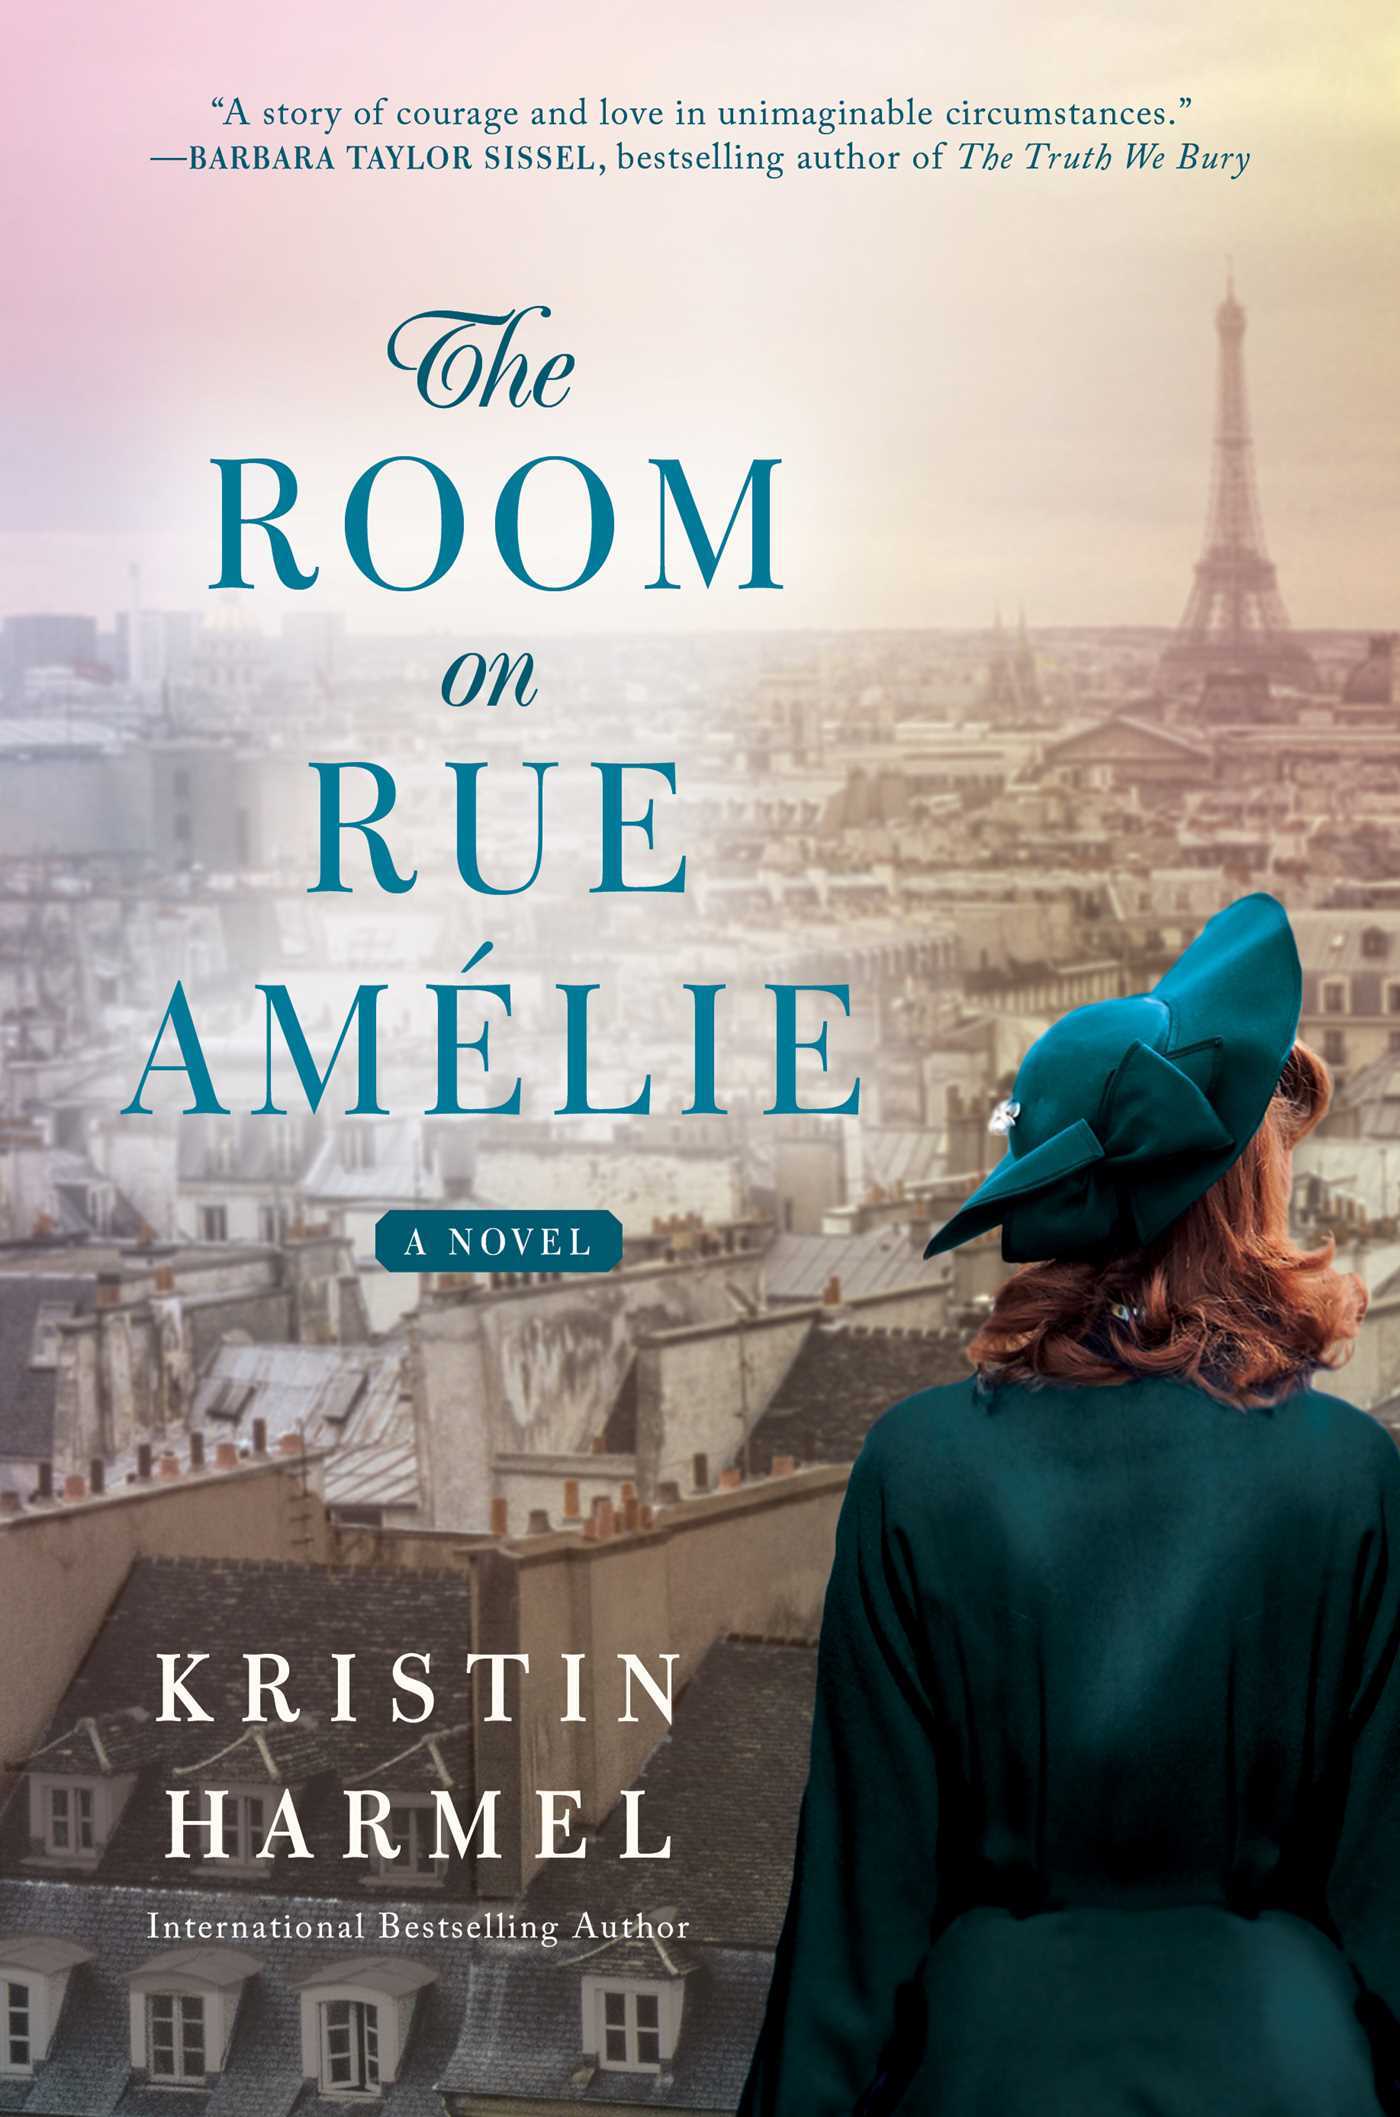 “A story of courage and love in unimaginable circumstances.”
—BARBARA TAYLOR SISSEL, bestselling author of The Truth We Bury
The
ROOM
on
RUE
AMÉLIE
A NOVEL
KRISTIN
HARMEL
International Bestselling Author